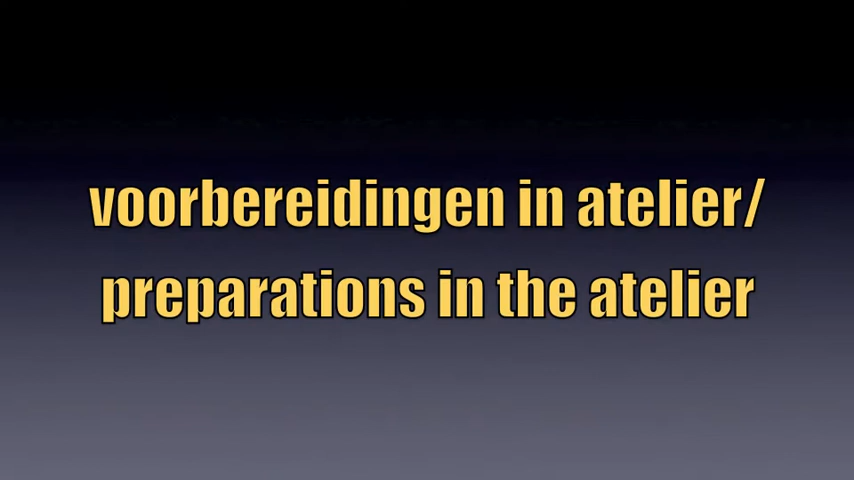 voorbereidingen in atelier/
preparations in the atelier